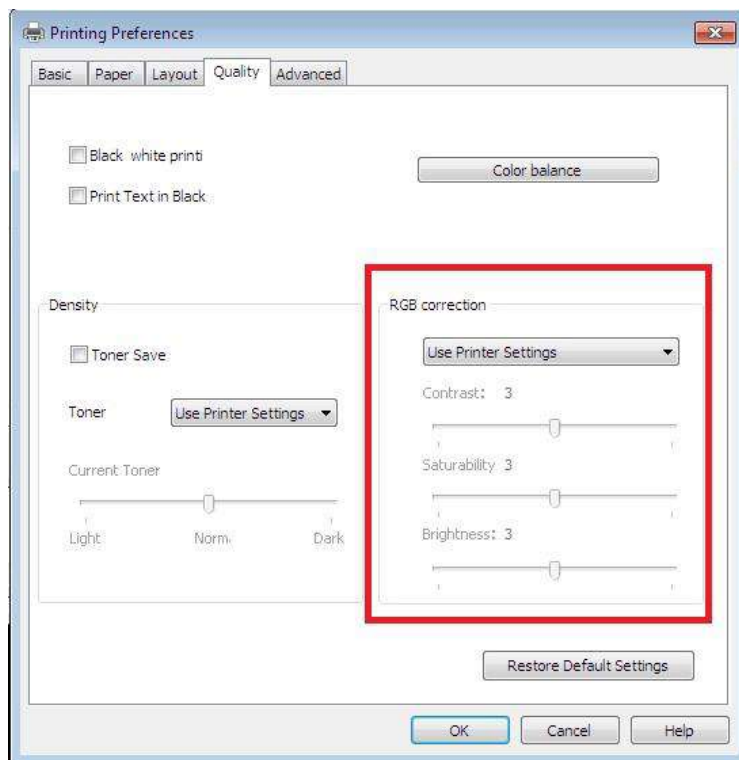 Printing Preferences
Basic Paper Layout Quality Advanced
Black white printi
Color balance
Print Text in Black
Density
RGB correction
Toner Save
Use Printer Settings
Toner Use Printer Settings
Contrast: 3
Current Toner
Saturability 3
Light Norm. Dark
Brightness: 3
Restore Default Settings
OK Cancel Help